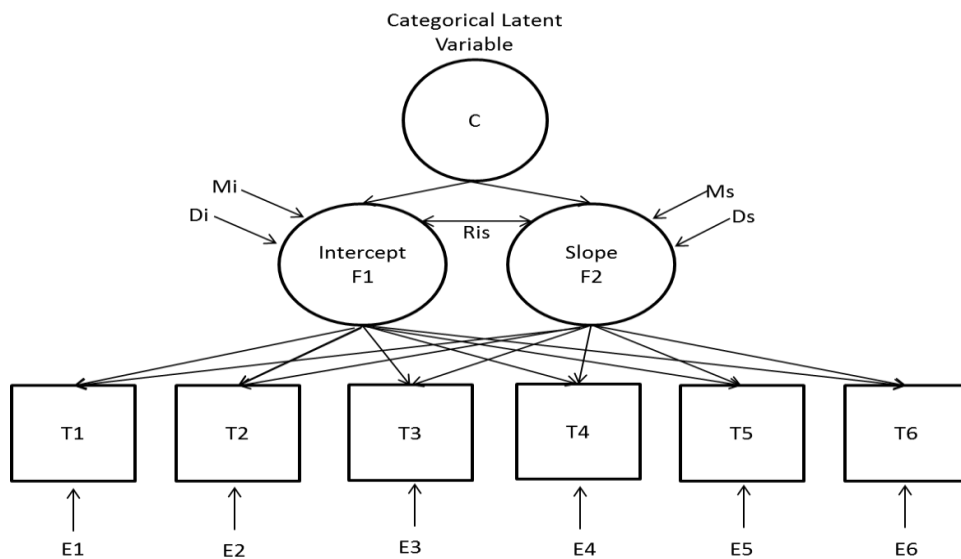 Categorical Latent
Variable
C
Mi
Di
Ms
Ds
Ris
Intercept
F1
Slope
F2
T1
T2
T3
T4
T5
T6
E1
E2
E3
E4
E5
E6